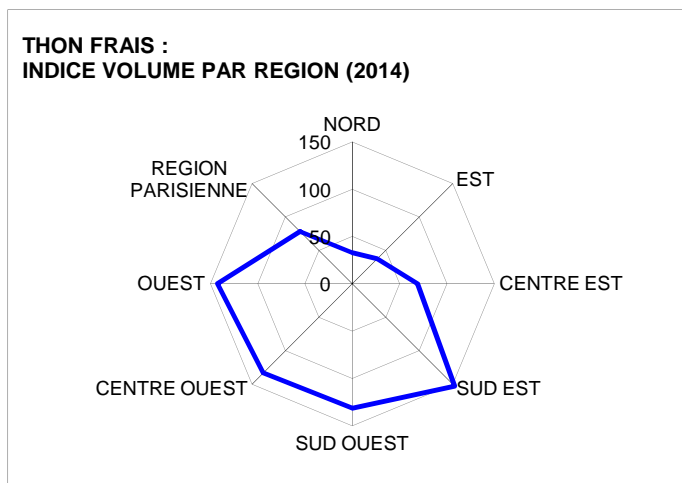 THON FRAIS :
INDICE VOLUME PAR REGION (2014)
NORD
150
REGION
PARISIENNE
EST
100
50
OUEST
0
CENTRE EST
CENTRE OUEST
SUD EST
SUD OUEST